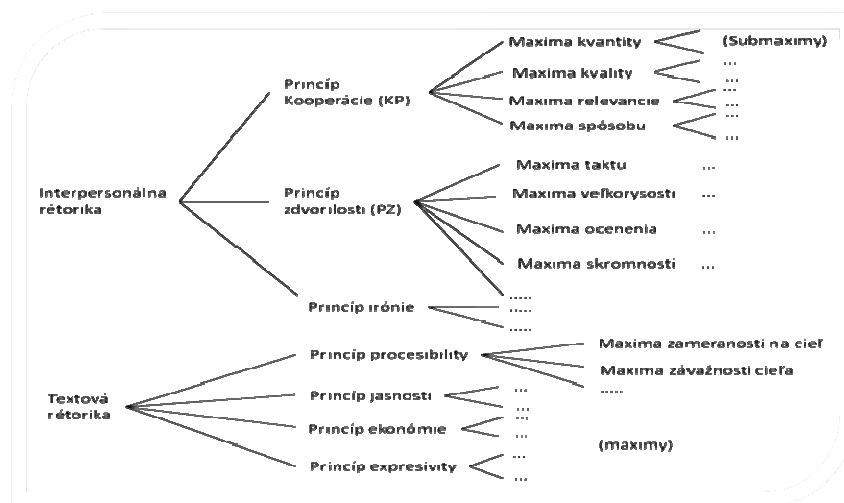 Maxima kvantity
(Submaximy)
Princíp
Kooperácie (KP)
Maxima kvality
...
...
Maxima relevancie
...
...
Maxima spôsobu
...
...
Interpersonálna
rétorika
Princíp
zdvorilosti (PZ)
Maxima taktu ...
Maxima veľkorysosti ...
Maxima ocenenia ...
Maxima skromnosti ...
.....
Princíp irónie
.....
.....
Textová
rétorika
Princíp procesibility
Maxima zameranosti na cieľ
Maxima závažnosti cieľa
.....
Princíp jasnosti
...
...
Princíp ekonómie
...
...
(maximy)
Princíp expresivity
...
...